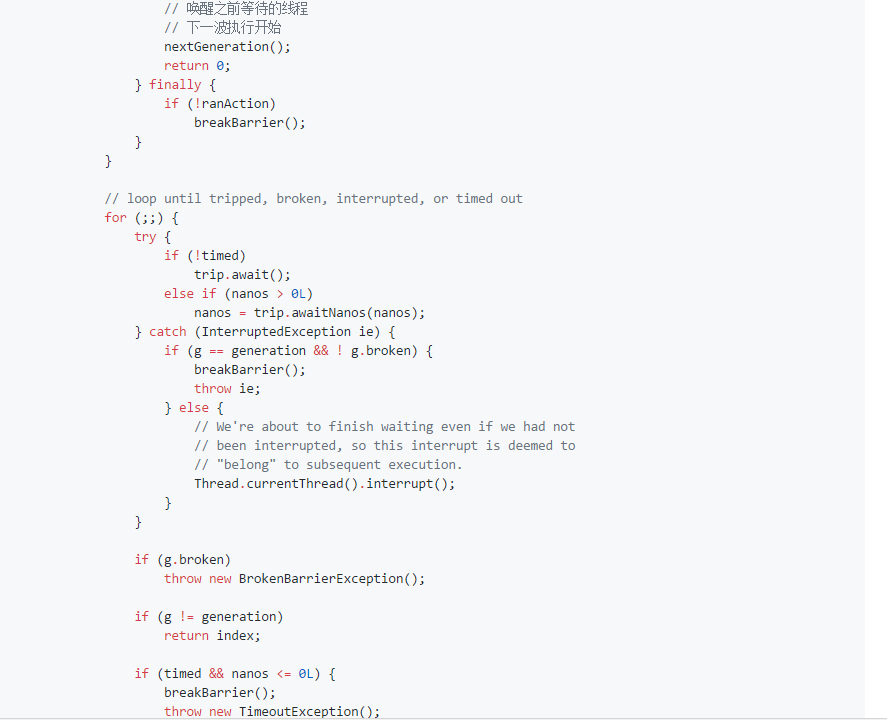 // 唤醒之前等待的线程
// 下一波执行开始
nextGeneration();
return 0;
} finally {
if (!ranAction)
breakBarrier();
}
}
// loop until tripped, broken, interrupted, or timed out
for (;;) {
try {
if (!timed)
trip.await();
else if (nanos > 0L)
nanos = trip.awaitNanos(nanos);
} catch (InterruptedException ie) {
if (g == generation && ! g.broken) {
breakBarrier();
throw ie;
} else {
// We're about to finish waiting even if we had not
// been interrupted, so this interrupt is deemed to
// "belong" to subsequent execution.
Thread.currentThread().interrupt();
}
}
if (g.broken)
throw new BrokenBarrierException();
if (g != generation)
return index;
if (timed && nanos <= 0L) {
breakBarrier();
throw new TimeoutException();